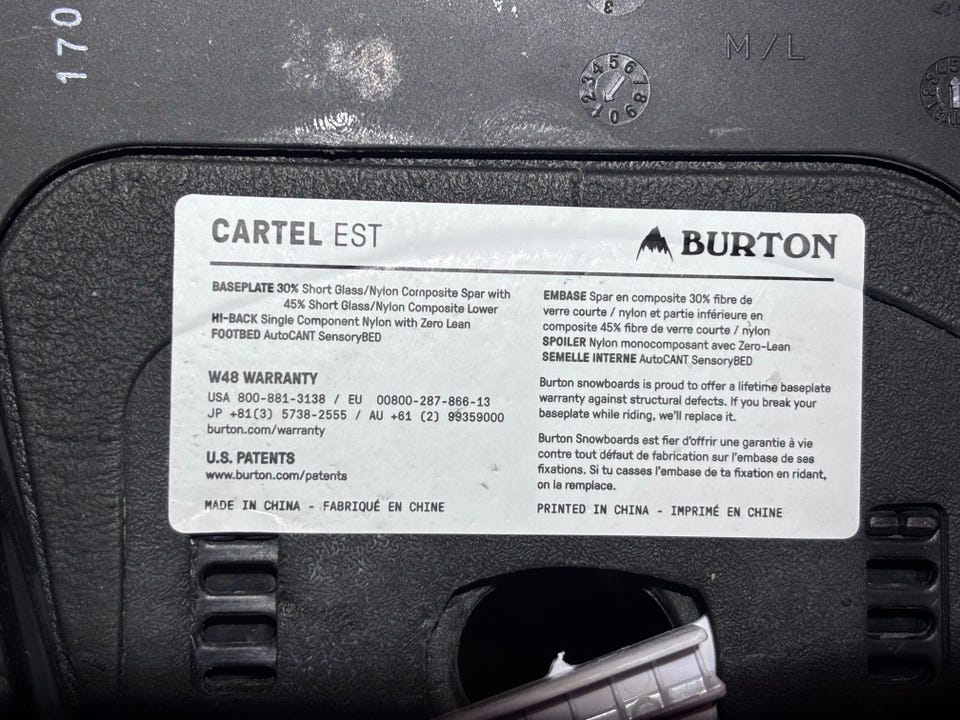 170
3
M/L
1234567890
CARTEL EST
BURTON
BASEPLATE 30% Short Glass/Nylon Composite Spar with
45% Short Glass/Nylon Composite Lower
HI-BACK Single Component Nylon with Zero Lean
FOOTBED AutoCANT SensoryBED
W48 WARRANTY
USA 800-881-3138 / EU 00800-287-866-13
JP +81(3) 5738-2555 / AU +61 (2) 99359000
burton.com/warranty
U.S. PATENTS
www.burton.com/patents
MADE IN CHINA - FABRIQUÉ EN CHINE
EMBASE Spar en composite 30% fibre de
verre courte / nylon et partie inférieure en
composite 45% fibre de verre courte / nylon
SPOILER Nylon monocomposant avec Zero-Lean
SEMELLE INTERNE AutoCANT SensoryBED
Burton snowboards is proud to offer a lifetime baseplate
warranty against structural defects. If you break your
baseplate while riding, we'll replace it.
Burton Snowboards est fier d'offrir une garantie à vie
contre tout défaut de fabrication sur l'embase de ses
fixations. Si tu casses l'embase de ta fixation en ridant,
on la remplace.
PRINTED IN CHINA - IMPRIMÉ EN CHINE